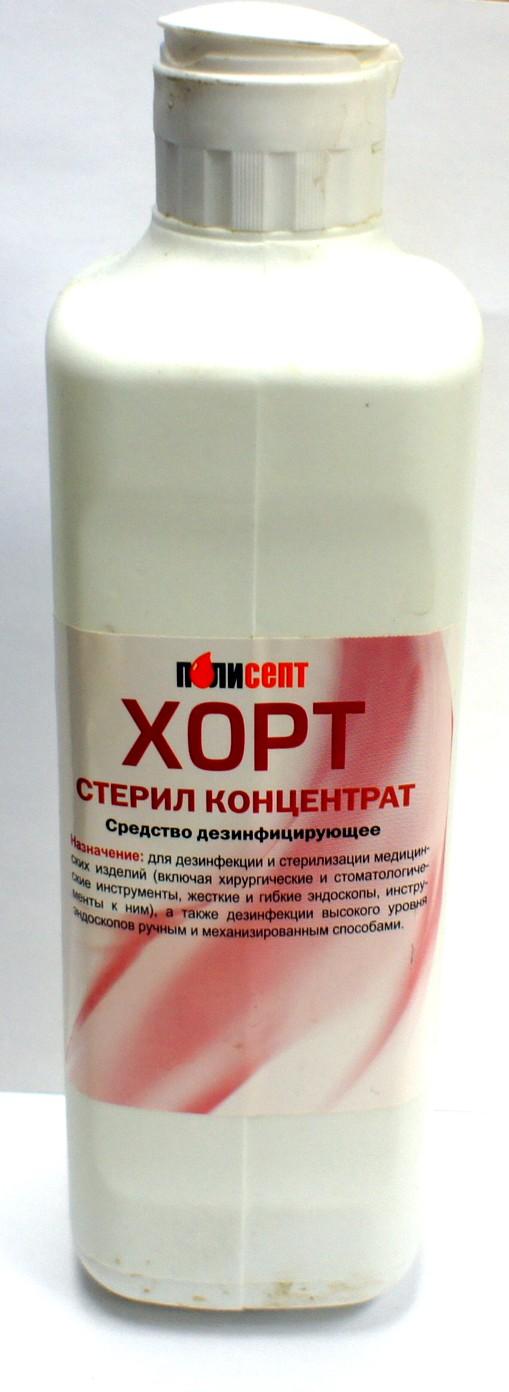 полисепт
ХОРТ
СТЕРИЛ КОНЦЕНТРАТ
Средство дезинфицирующее
Назначение: для дезинфекции и стерилизации медицин-
ских изделий (включая хирургические и стоматологиче-
ские инструменты, жесткие и гибкие эндоскопы, инстру-
менты к ним), а также дезинфекции высокого уровня
эндоскопов ручным и механизированным способами.